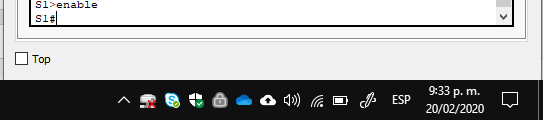 S1>enable
S1#
Top
ESP
9:33 p. m.
20/02/2020